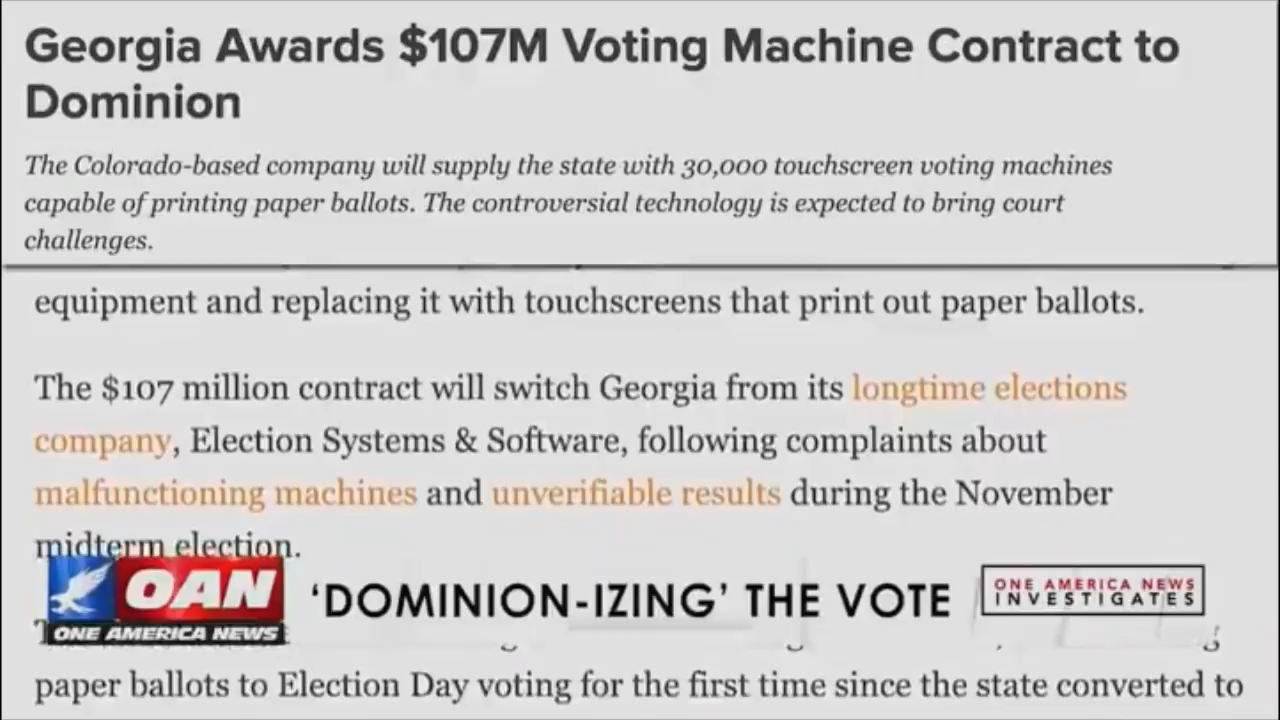 Georgia Awards $107M Voting Machine Contract to
Dominion
The Colorado-based company will supply the state with 30,000 touchscreen voting machines
capable of printing paper ballots. The controversial technology is expected to bring court
challenges.
equipment and replacing it with touchscreens that print out paper ballots.
The $107 million contract will switch Georgia from its longtime elections
company, Election Systems & Software, following complaints about
malfunctioning machines and unverifiable results during the November
midterm election.
OAN
ONE AMERICA NEWS
'DOMINION-IZING' THE VOTE
ONE AMERICA NEWS
INVESTIGATES
paper ballots to Election Day voting for the first time since the state converted to